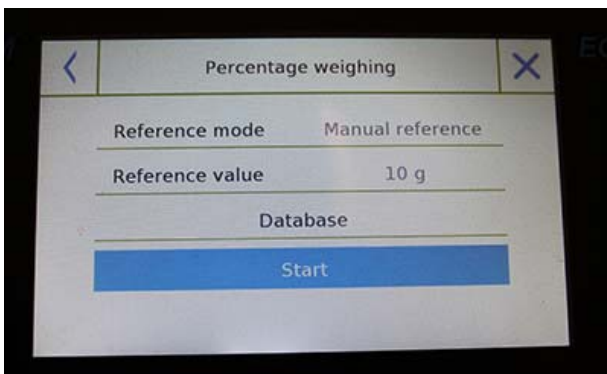 Percentage weighing
Reference mode Manual reference
Reference value 10 g
Database
Start